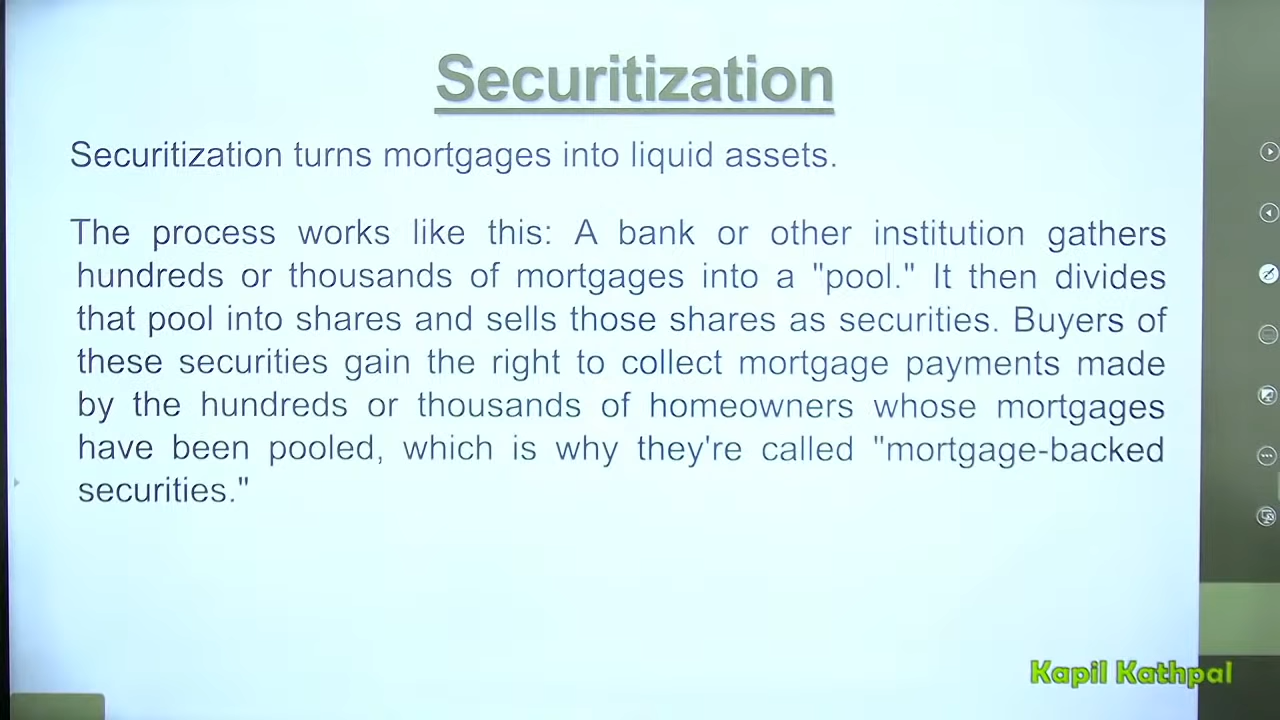 Securitization
Securitization turns mortgages into liquid assets.
The process works like this: A bank or other institution gathers
hundreds or thousands of mortgages into a "pool." It then divides
that pool into shares and sells those shares as securities. Buyers of
these securities gain the right to collect mortgage payments made
by the hundreds or thousands of homeowners whose mortgages
have been pooled, which is why they're called "mortgage-backed
securities."
Kapil Kathpal